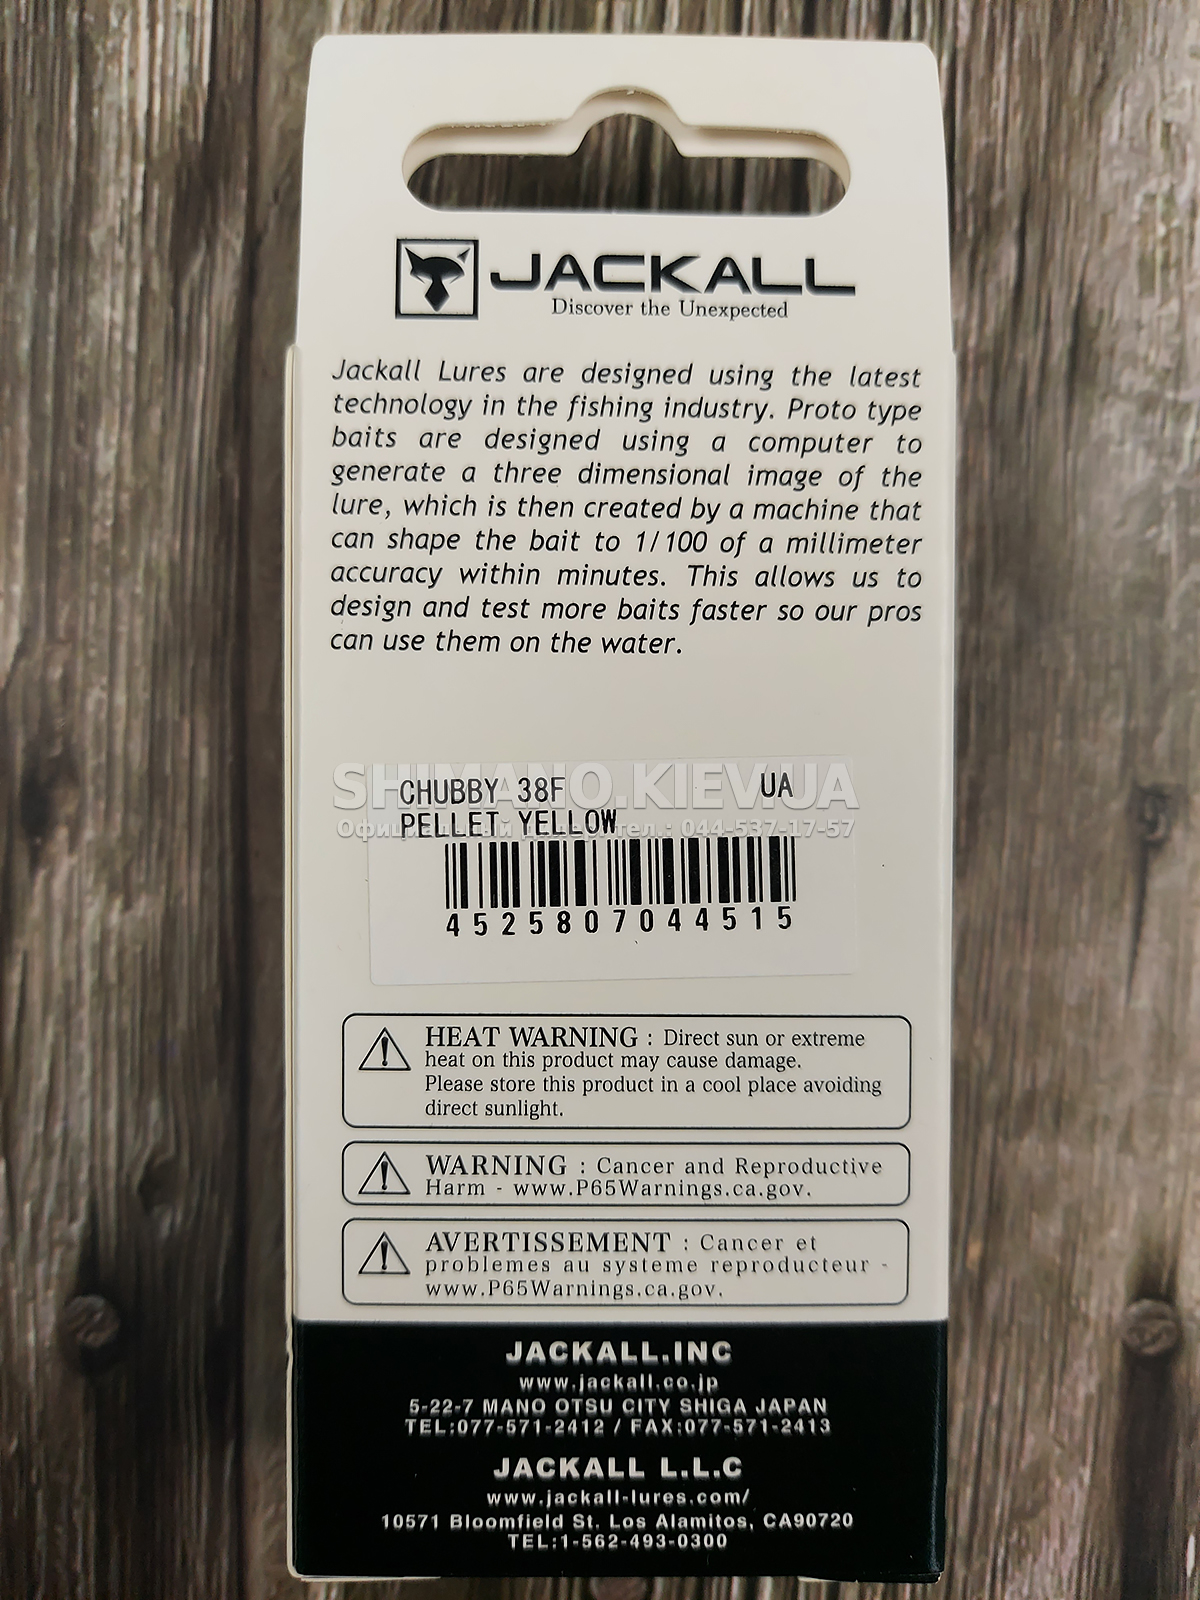 JACKALL
Discover the Unexpected
Jackall Lures are designed using the latest
technology in the fishing industry. Proto type
baits are designed using a computer to
generate a three dimensional image of the
lure, which is then created by a machine that
can shape the bait to 1/100 of a millimeter
accuracy within minutes. This allows us to
design and test more baits faster so our pros
can use them on the water.
SHIMANO.KIEV.UA
CHUBBY 38F UA
Официальный дилер тел.: 044-537-17-57
PELLET YELLOW
4525807044515
HEAT WARNING : Direct sun or extreme
heat on this product may cause damage.
Please store this product in a cool place avoiding
direct sunlight.
WARNING : Cancer and Reproductive
Harm - www.P65Warnings.ca.gov.
AVERTISSEMENT : Cancer et
problemes au systeme reproducteur -
www.P65Warnings.ca.gov.
JACKALL.INC
www.jackall.co.jp
5-22-7 MANO OTSU CITY SHIGA JAPAN
TEL:077-571-2412 / FAX:077-571-2413
JACKALL L.L.C
www.jackall-lures.com/
10571 Bloomfield St. Los Alamitos, CA90720
TEL:1-562-493-0300